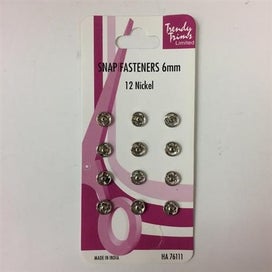 Trendy
Trims
Limited
SNAP FASTENERS 6mm
12 Nickel
MADE IN INDIA
HA 76111